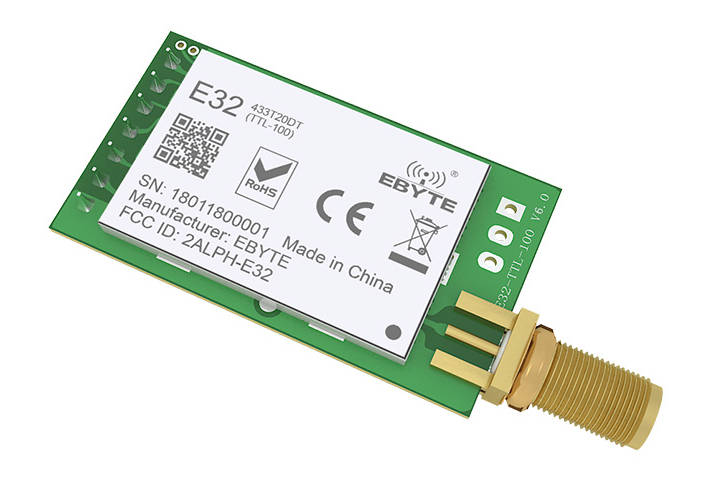 E32
433T20DT
(TTL-100)
RoHS
CE
EBYTE®
SN: 18011800001
Manufacturer: EBYTE
FCC ID: 2ALPH-E32
Made in China
E32-TTL-100 V6.0